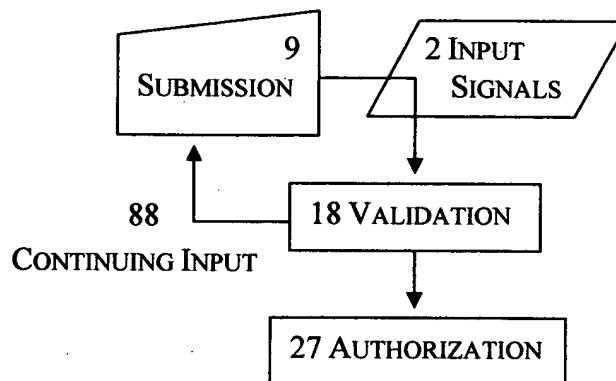 9
SUBMISSION
2 INPUT
SIGNALS
88
CONTINUING INPUT
18 VALIDATION
27 AUTHORIZATION